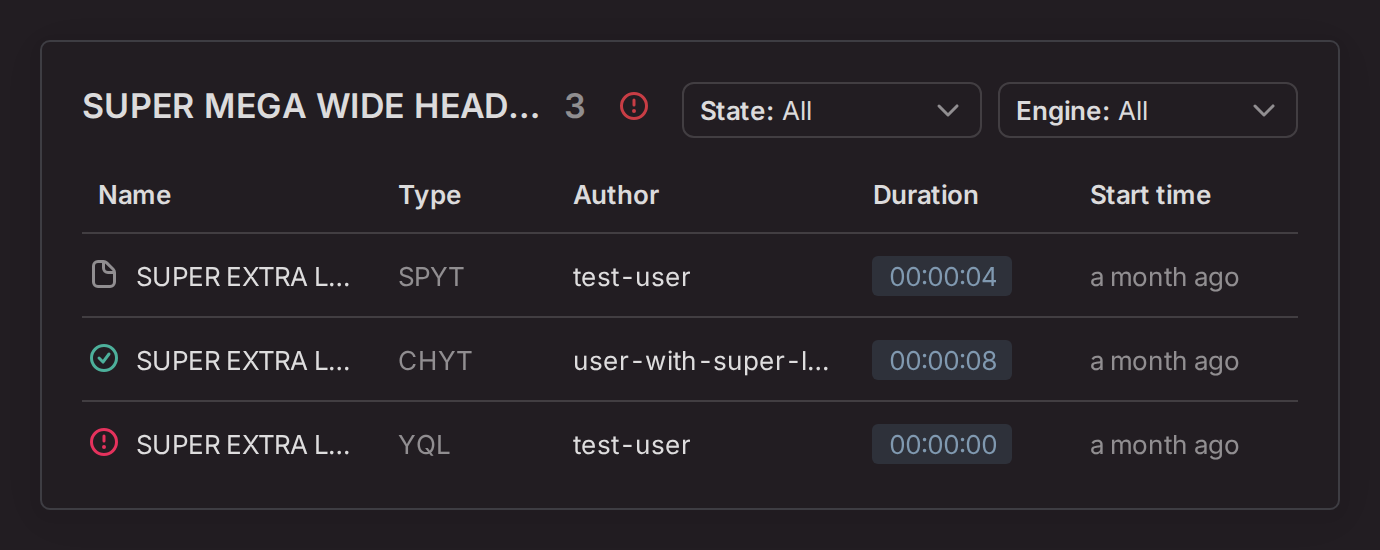 SUPER MEGA WIDE HEAD... 3 State: All Engine: All
Name Type Author Duration Start time
SUPER EXTRA L... SPYT test-user 00:00:04 a month ago
SUPER EXTRA L... CHYT user-with-super-l... 00:00:08 a month ago
SUPER EXTRA L... YQL test-user 00:00:00 a month ago